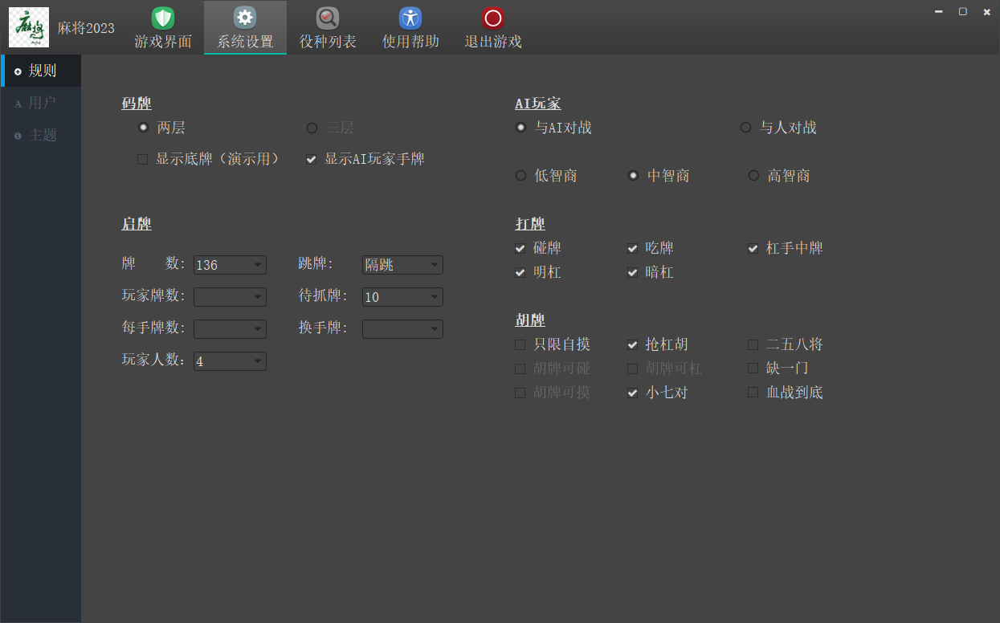 麻将
麻将2023
游戏界面
系统设置
役种列表
使用帮助
退出游戏
规则
用户
主题
码牌
两层
三层
显示底牌（演示用）
显示AI玩家手牌
启牌
牌 数: 136
跳牌: 隔跳
玩家牌数:
待抓牌: 10
每手牌数:
换手牌:
玩家人数: 4
AI玩家
与AI对战
与人对战
低智商
中智商
高智商
打牌
碰牌
吃牌
杠手中牌
明杠
暗杠
胡牌
只限自摸
抢杠胡
二五八将
胡牌可碰
胡牌可杠
缺一门
胡牌可摸
小七对
血战到底